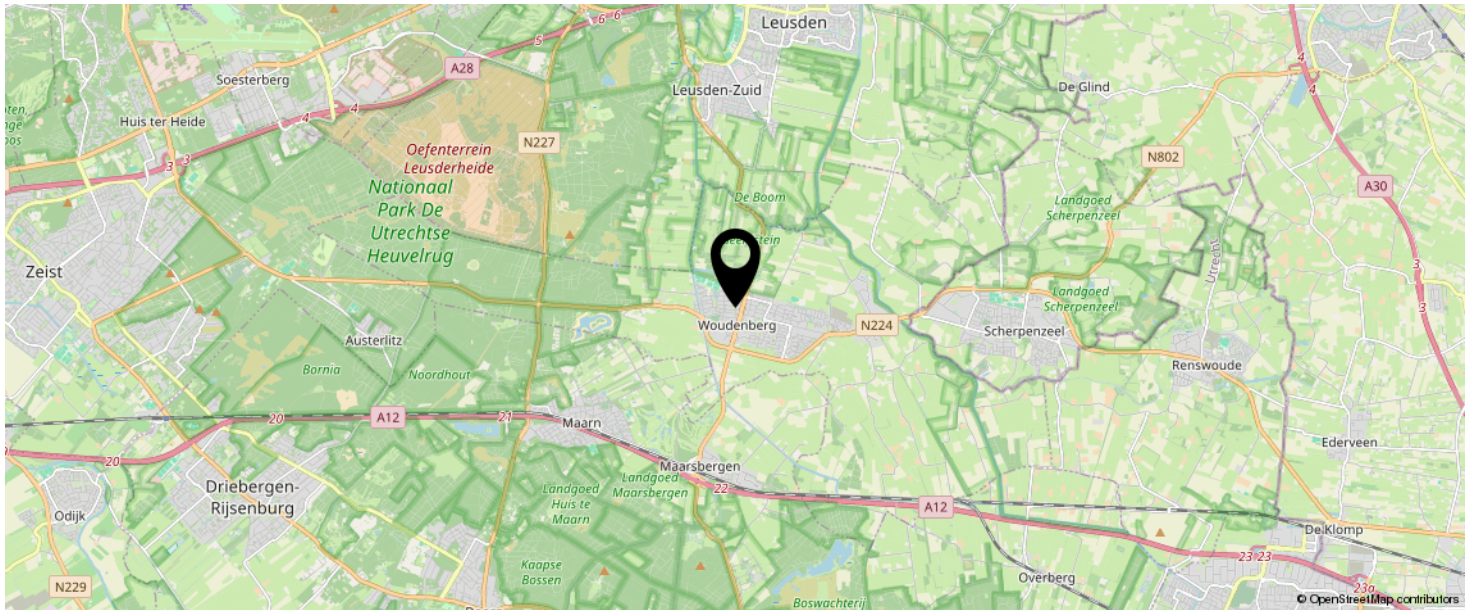 Leusden
6 6
5
A28
Soesterberg
4
4
Leusden-Zuid
De Glind
4
4
Huis ter Heide
3 3
N227
Oefenterrein
Leusderheide
N802
A30
Nationaal
Park De
Utrechtse
Heuvelrug
De Boom
Landgoed
Scherpenzeel
Utrecht
Zeist
3
3
Landgoed
Scherpenzeel
Woudenberg
N224
Scherpenzeel
Austerlitz
Bornia
Noordhout
Renswoude
A12
20
21
Maarn
Ederveen
20
Maarsbergen
Landgoed
Maarsbergen
22
Driebergen-
Rijsenburg
Landgoed
Huis te
Maarn
A12
Odijk
De Klomp
23 23
Kaapse
Bossen
Overberg
N229
23a
Boswachterij
© OpenStreetMap contributors